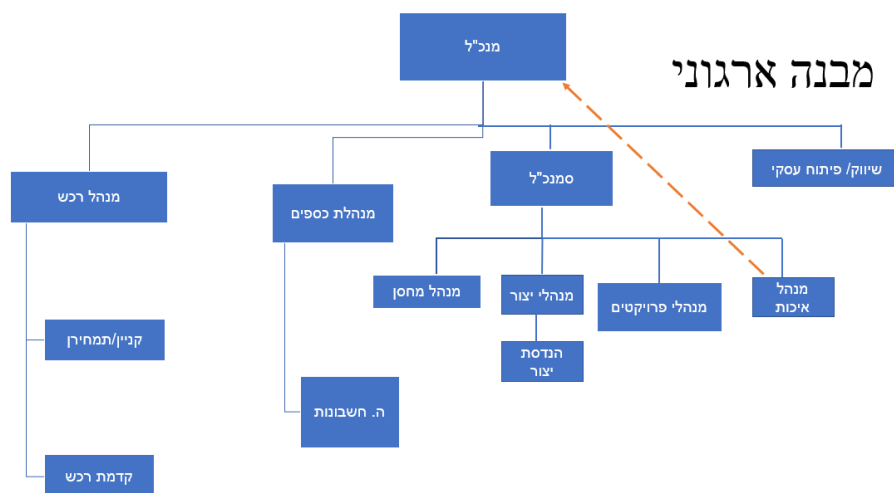 מבנה ארגוני
מנכ"ל
שיווק/ פיתוח עסקי
סמנכ"ל
מנהלת כספים
מנהל רכש
מנהל
איכות
מנהלי פרויקטים
מנהלי יצור
מנהל מחסן
הנדסת
יצור
ה. חשבונות
קניין/תמחירן
קדמת רכש